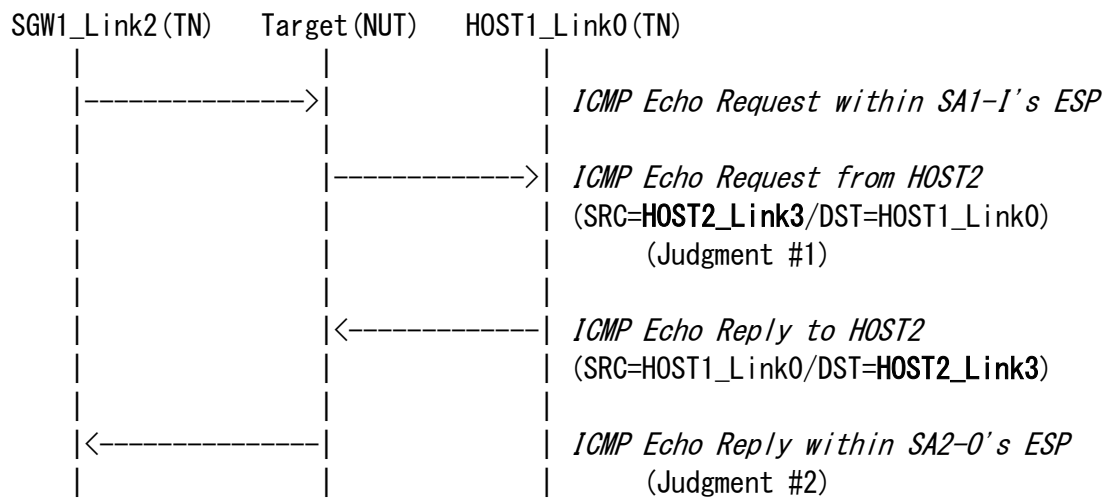 SGW1_Link2(TN) Target(NUT) HOST1_Link0(TN)
| | |
|--------------->| | ICMP Echo Request within SA1-I's ESP
| | |
| |------------->| ICMP Echo Request from HOST2
| | | (SRC=HOST2_Link3/DST=HOST1_Link0)
| | | (Judgment #1)
| | |
| |<-------------| ICMP Echo Reply to HOST2
| | | (SRC=HOST1_Link0/DST=HOST2_Link3)
| | |
|<---------------| | ICMP Echo Reply within SA2-O's ESP
| | | (Judgment #2)